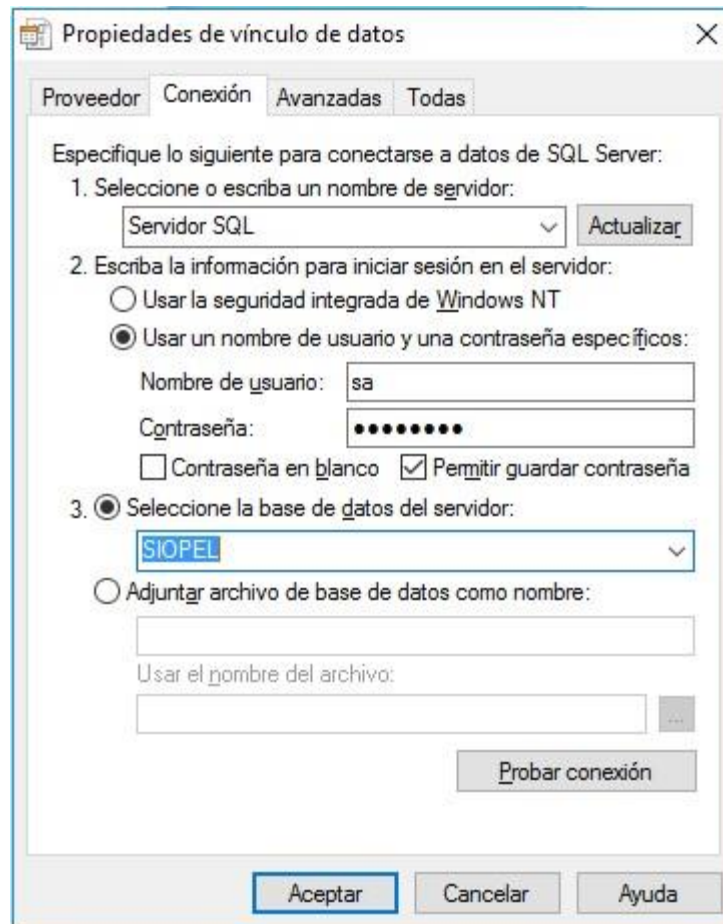 Propiedades de vínculo de datos
Proveedor Conexión Avanzadas Todas
Especifique lo siguiente para conectarse a datos de SQL Server:
1. Seleccione o escriba un nombre de servidor:
Servidor SQL Actualizar
2. Escriba la información para iniciar sesión en el servidor:
Usar la seguridad integrada de Windows NT
Usar un nombre de usuario y una contraseña específicos:
Nombre de usuario: sa
Contraseña: ●●●●●●●●●
Contraseña en blanco Permitir guardar contraseña
3. Seleccione la base de datos del servidor:
SIOPEL
Adjuntar archivo de base de datos como nombre:
Usar el nombre del archivo:
...
Probar conexión
Aceptar Cancelar Ayuda